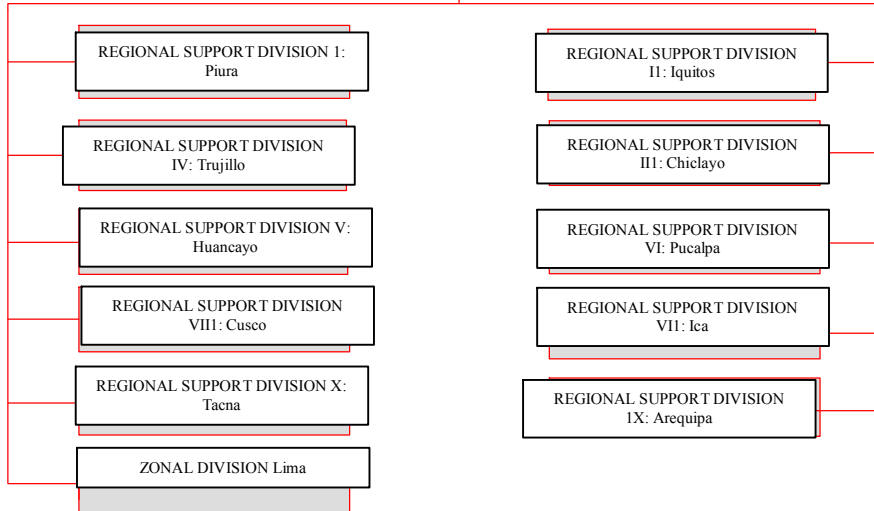 REGIONAL SUPPORT DIVISION 1:
Piura
REGIONAL SUPPORT DIVISION
I1: Iquitos
REGIONAL SUPPORT DIVISION
IV: Trujillo
REGIONAL SUPPORT DIVISION
II1: Chiclayo
REGIONAL SUPPORT DIVISION V:
Huancayo
REGIONAL SUPPORT DIVISION
VI: Pucalpa
REGIONAL SUPPORT DIVISION
VII1: Cusco
REGIONAL SUPPORT DIVISION
VI1: Ica
REGIONAL SUPPORT DIVISION X:
Tacna
REGIONAL SUPPORT DIVISION
1X: Arequipa
ZONAL DIVISION Lima